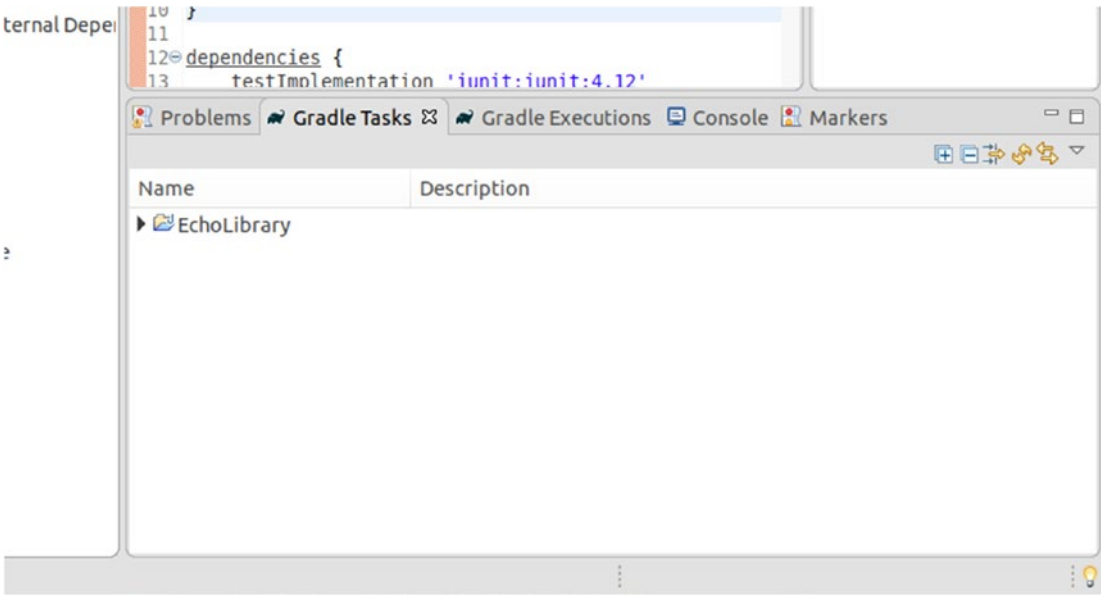 10 }
ternal Deper
11
12 dependencies {
13 testImplementation 'junit:junit:4.12'
Problems Gradle Tasks Gradle Executions Console Markers
Name Description
EchoLibrary
e